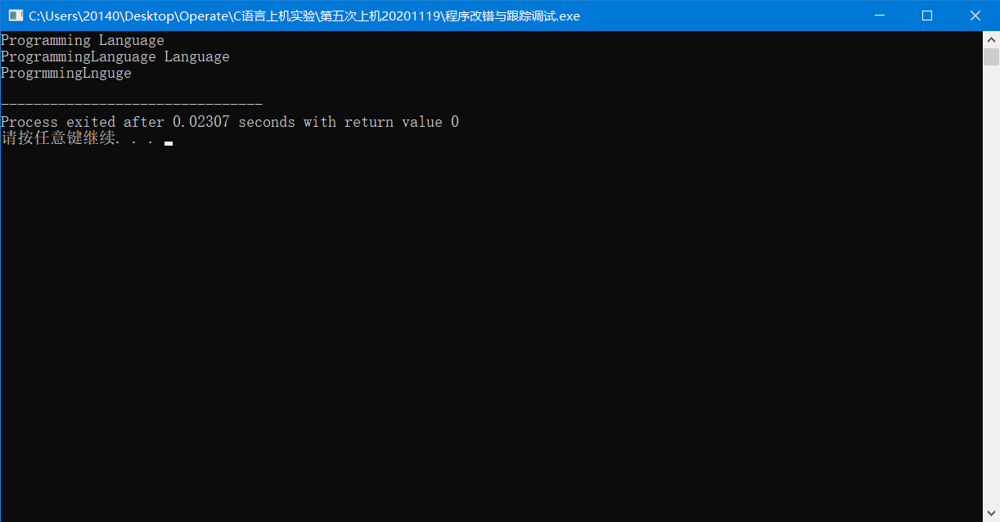 C:\Users\20140\Desktop\Operate\C语言上机实验\第五次上机20201119\程序改错与跟踪调试.exe
Programming Language
ProgrammingLanguage Language
ProgrmmingLnguge
--------------------------------
Process exited after 0.02307 seconds with return value 0
请按任意键继续. . .